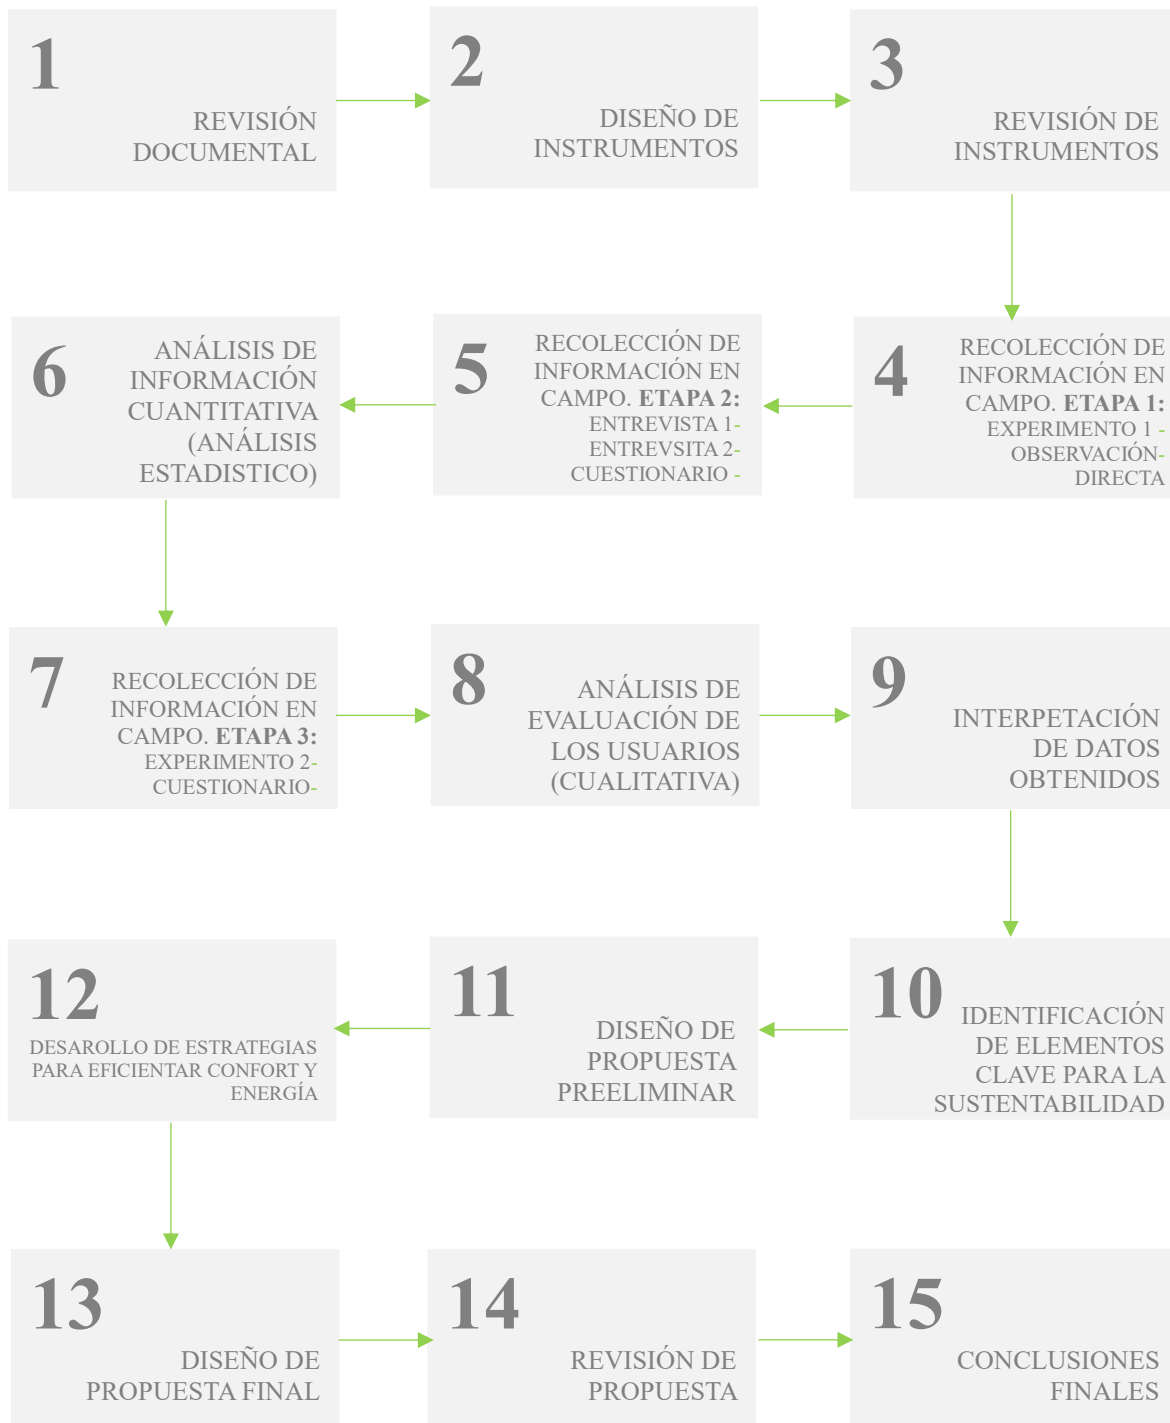 1
REVISIÓN
DOCUMENTAL
2
DISEÑO DE
INSTRUMENTOS
3
REVISIÓN DE
INSTRUMENTOS
4
RECOLECCIÓN DE
INFORMACIÓN EN
CAMPO. ETAPA 1:
EXPERIMENTO 1 -
OBSERVACIÓN-
DIRECTA
5
RECOLECCIÓN DE
INFORMACIÓN EN
CAMPO. ETAPA 2:
ENTREVISTA 1-
ENTREVSITA 2-
CUESTIONARIO -
6
ANÁLISIS DE
INFORMACIÓN
CUANTITATIVA
(ANÁLISIS
ESTADISTICO)
7
RECOLECCIÓN DE
INFORMACIÓN EN
CAMPO. ETAPA 3:
EXPERIMENTO 2-
CUESTIONARIO-
8
ANÁLISIS DE
EVALUACIÓN DE
LOS USUARIOS
(CUALITATIVA)
9
INTERPETACIÓN
DE DATOS
OBTENIDOS
10
IDENTIFICACIÓN
DE ELEMENTOS
CLAVE PARA LA
SUSTENTABILIDAD
11
DISEÑO DE
PROPUESTA
PREELIMINAR
12
DESAROLLO DE ESTRATEGIAS
PARA EFICIENTAR CONFORT Y
ENERGÍA
13
DISEÑO DE
PROPUESTA FINAL
14
REVISIÓN DE
PROPUESTA
15
CONCLUSIONES
FINALES